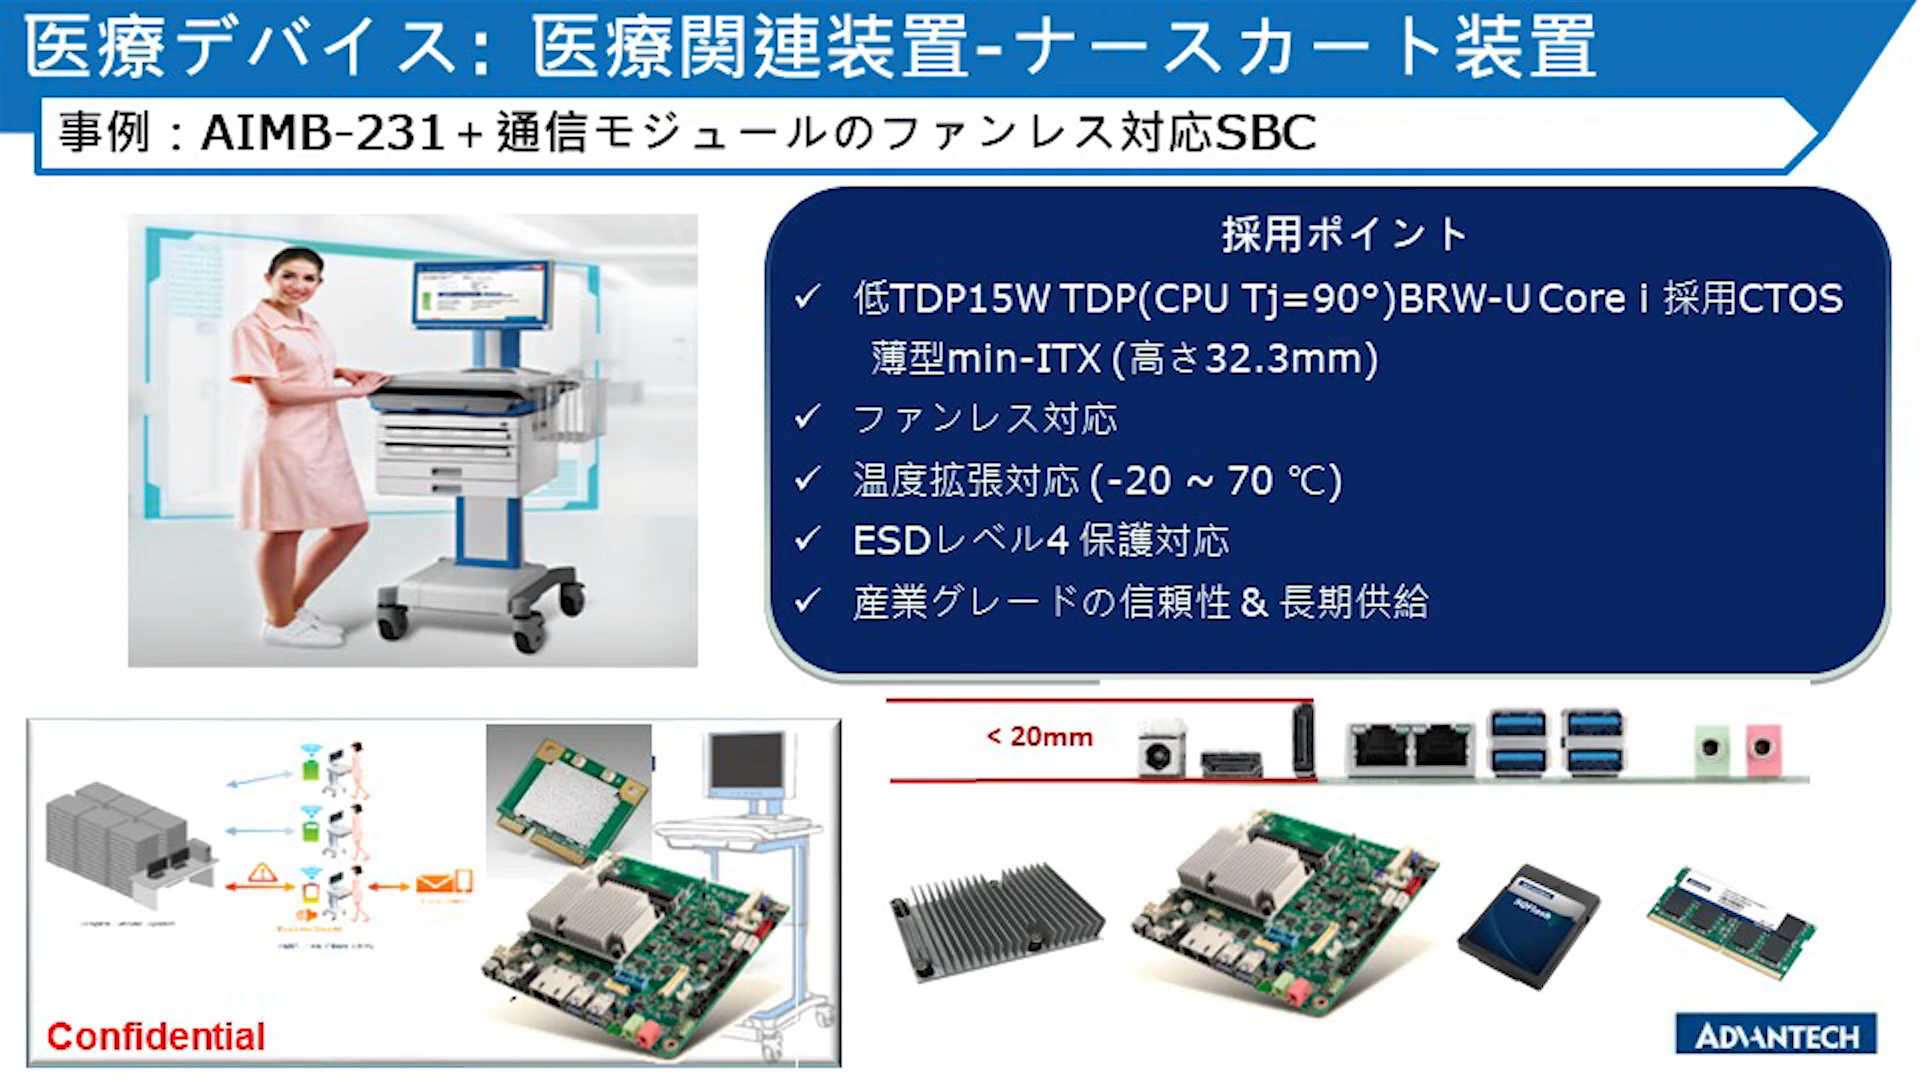 医療デバイス: 医療関連装置-ナースカート装置
事例：AIMB-231＋通信モジュールのファンレス対応SBC
採用ポイント
✓ 低TDP15W TDP(CPU Tj=90°)BRW-U Core i 採用CTOS
薄型min-ITX (高さ32.3mm)
✓ ファンレス対応
✓ 温度拡張対応 (-20 ~ 70 ℃)
✓ ESDレベル4 保護対応
✓ 産業グレードの信頼性 & 長期供給
< 20mm
Confidential
SQFlash
ADVANTECH